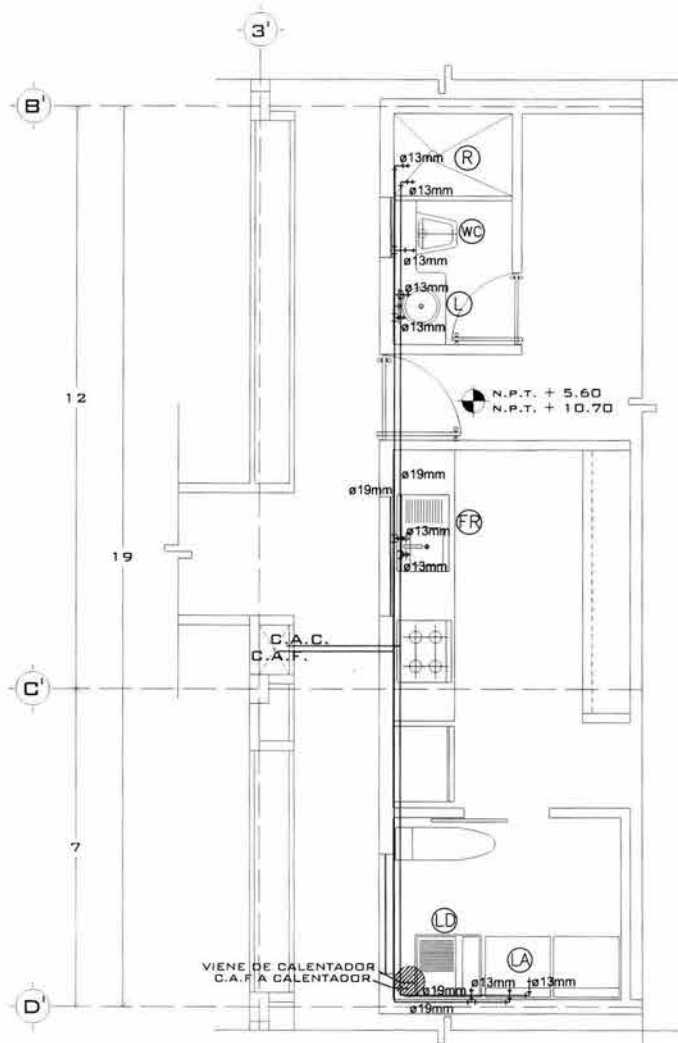 3'
B'
ø13mm
R
ø13mm
WC
ø13mm
ø13mm
L
ø13mm
12
N.P.T. + 5.60
N.P.T. + 10.70
ø19mm
ø19mm
FR
ø13mm
19
ø13mm
C.A.C.
C.A.F.
C'
7
LD
LA
VIENE DE CALENTADOR
C.A.F A CALENTADOR
ø13mm
ø13mm
ø19mm
D'
ø19mm